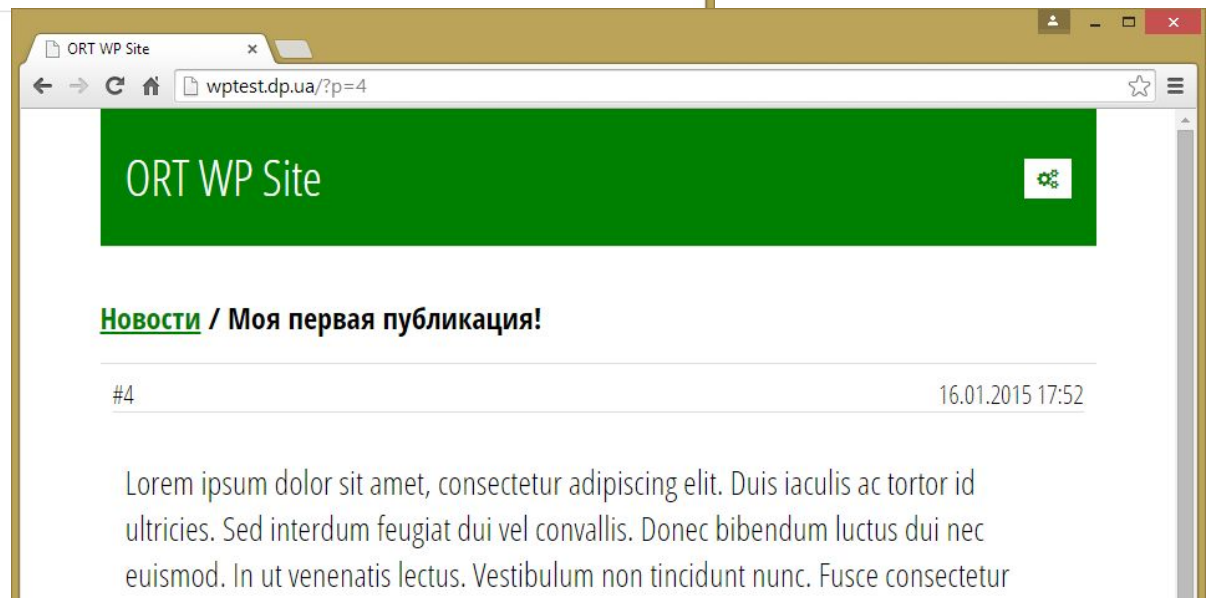 ORT WP Site
wptest.dp.ua/?p=4
ORT WP Site
Новости / Моя первая публикация!
#4 16.01.2015 17:52
Lorem ipsum dolor sit amet, consectetur adipiscing elit. Duis iaculis ac tortor id
ultricies. Sed interdum feugiat dui vel convallis. Donec bibendum luctus dui nec
euismod. In ut venenatis lectus. Vestibulum non tincidunt nunc. Fusce consectetur